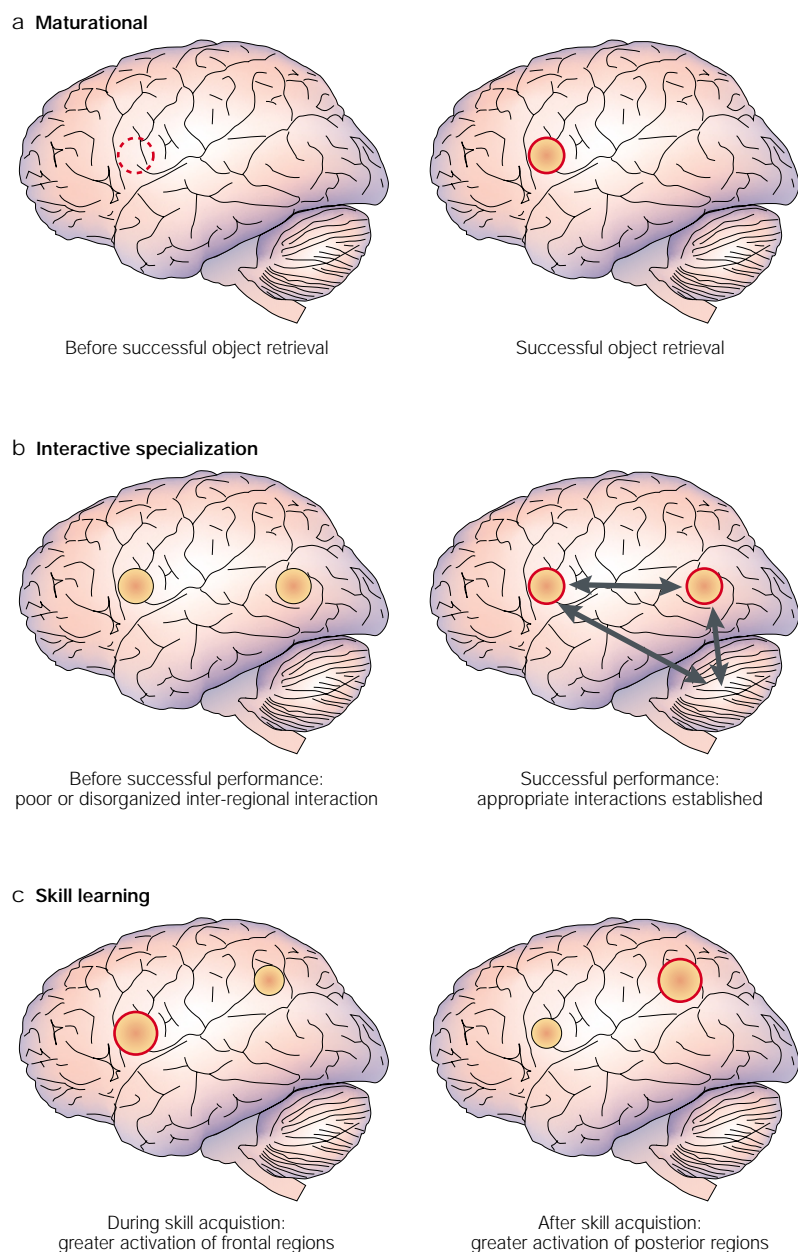 a Maturational
Before successful object retrieval
Successful object retrieval
b Interactive specialization
Before successful performance:
poor or disorganized inter-regional interaction
Successful performance:
appropriate interactions established
c Skill learning
During skill acquistion:
greater activation of frontal regions
After skill acquisition:
greater activation of posterior regions